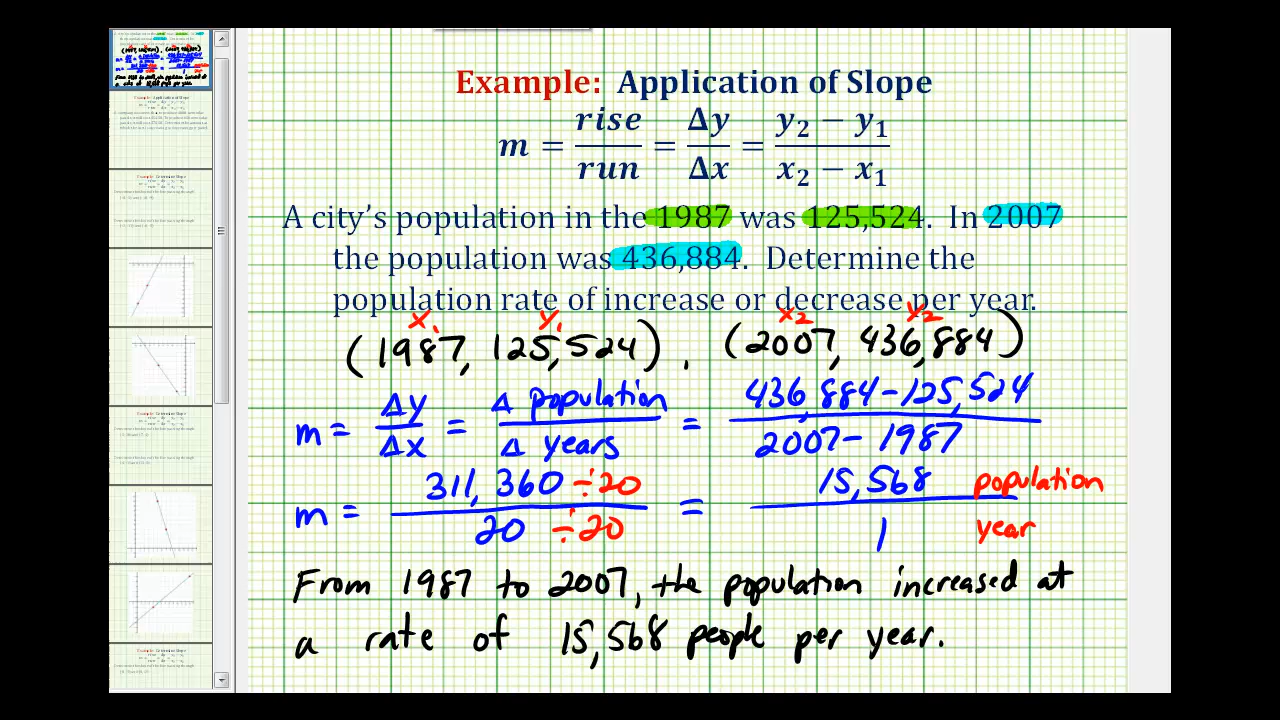 Example: Application of Slope
m = rise/run = Δy/Δx = y₂ − y₁/x₂ − x₁
A city's population in the 1987 was 125,524. In 2007
the population was 436,884. Determine the
population rate of increase or decrease per year.
x₁ y₁ x₂ y₂
(1987, 125,524), (2007, 436,884)
m = Δy/Δx = Δ population/Δ years = 436,884 − 125,524/2007 − 1987
m = 311,360 ÷20/20 ÷20 = 15,568 population/1 year
From 1987 to 2007, the population increased at
a rate of 15,568 people per year.